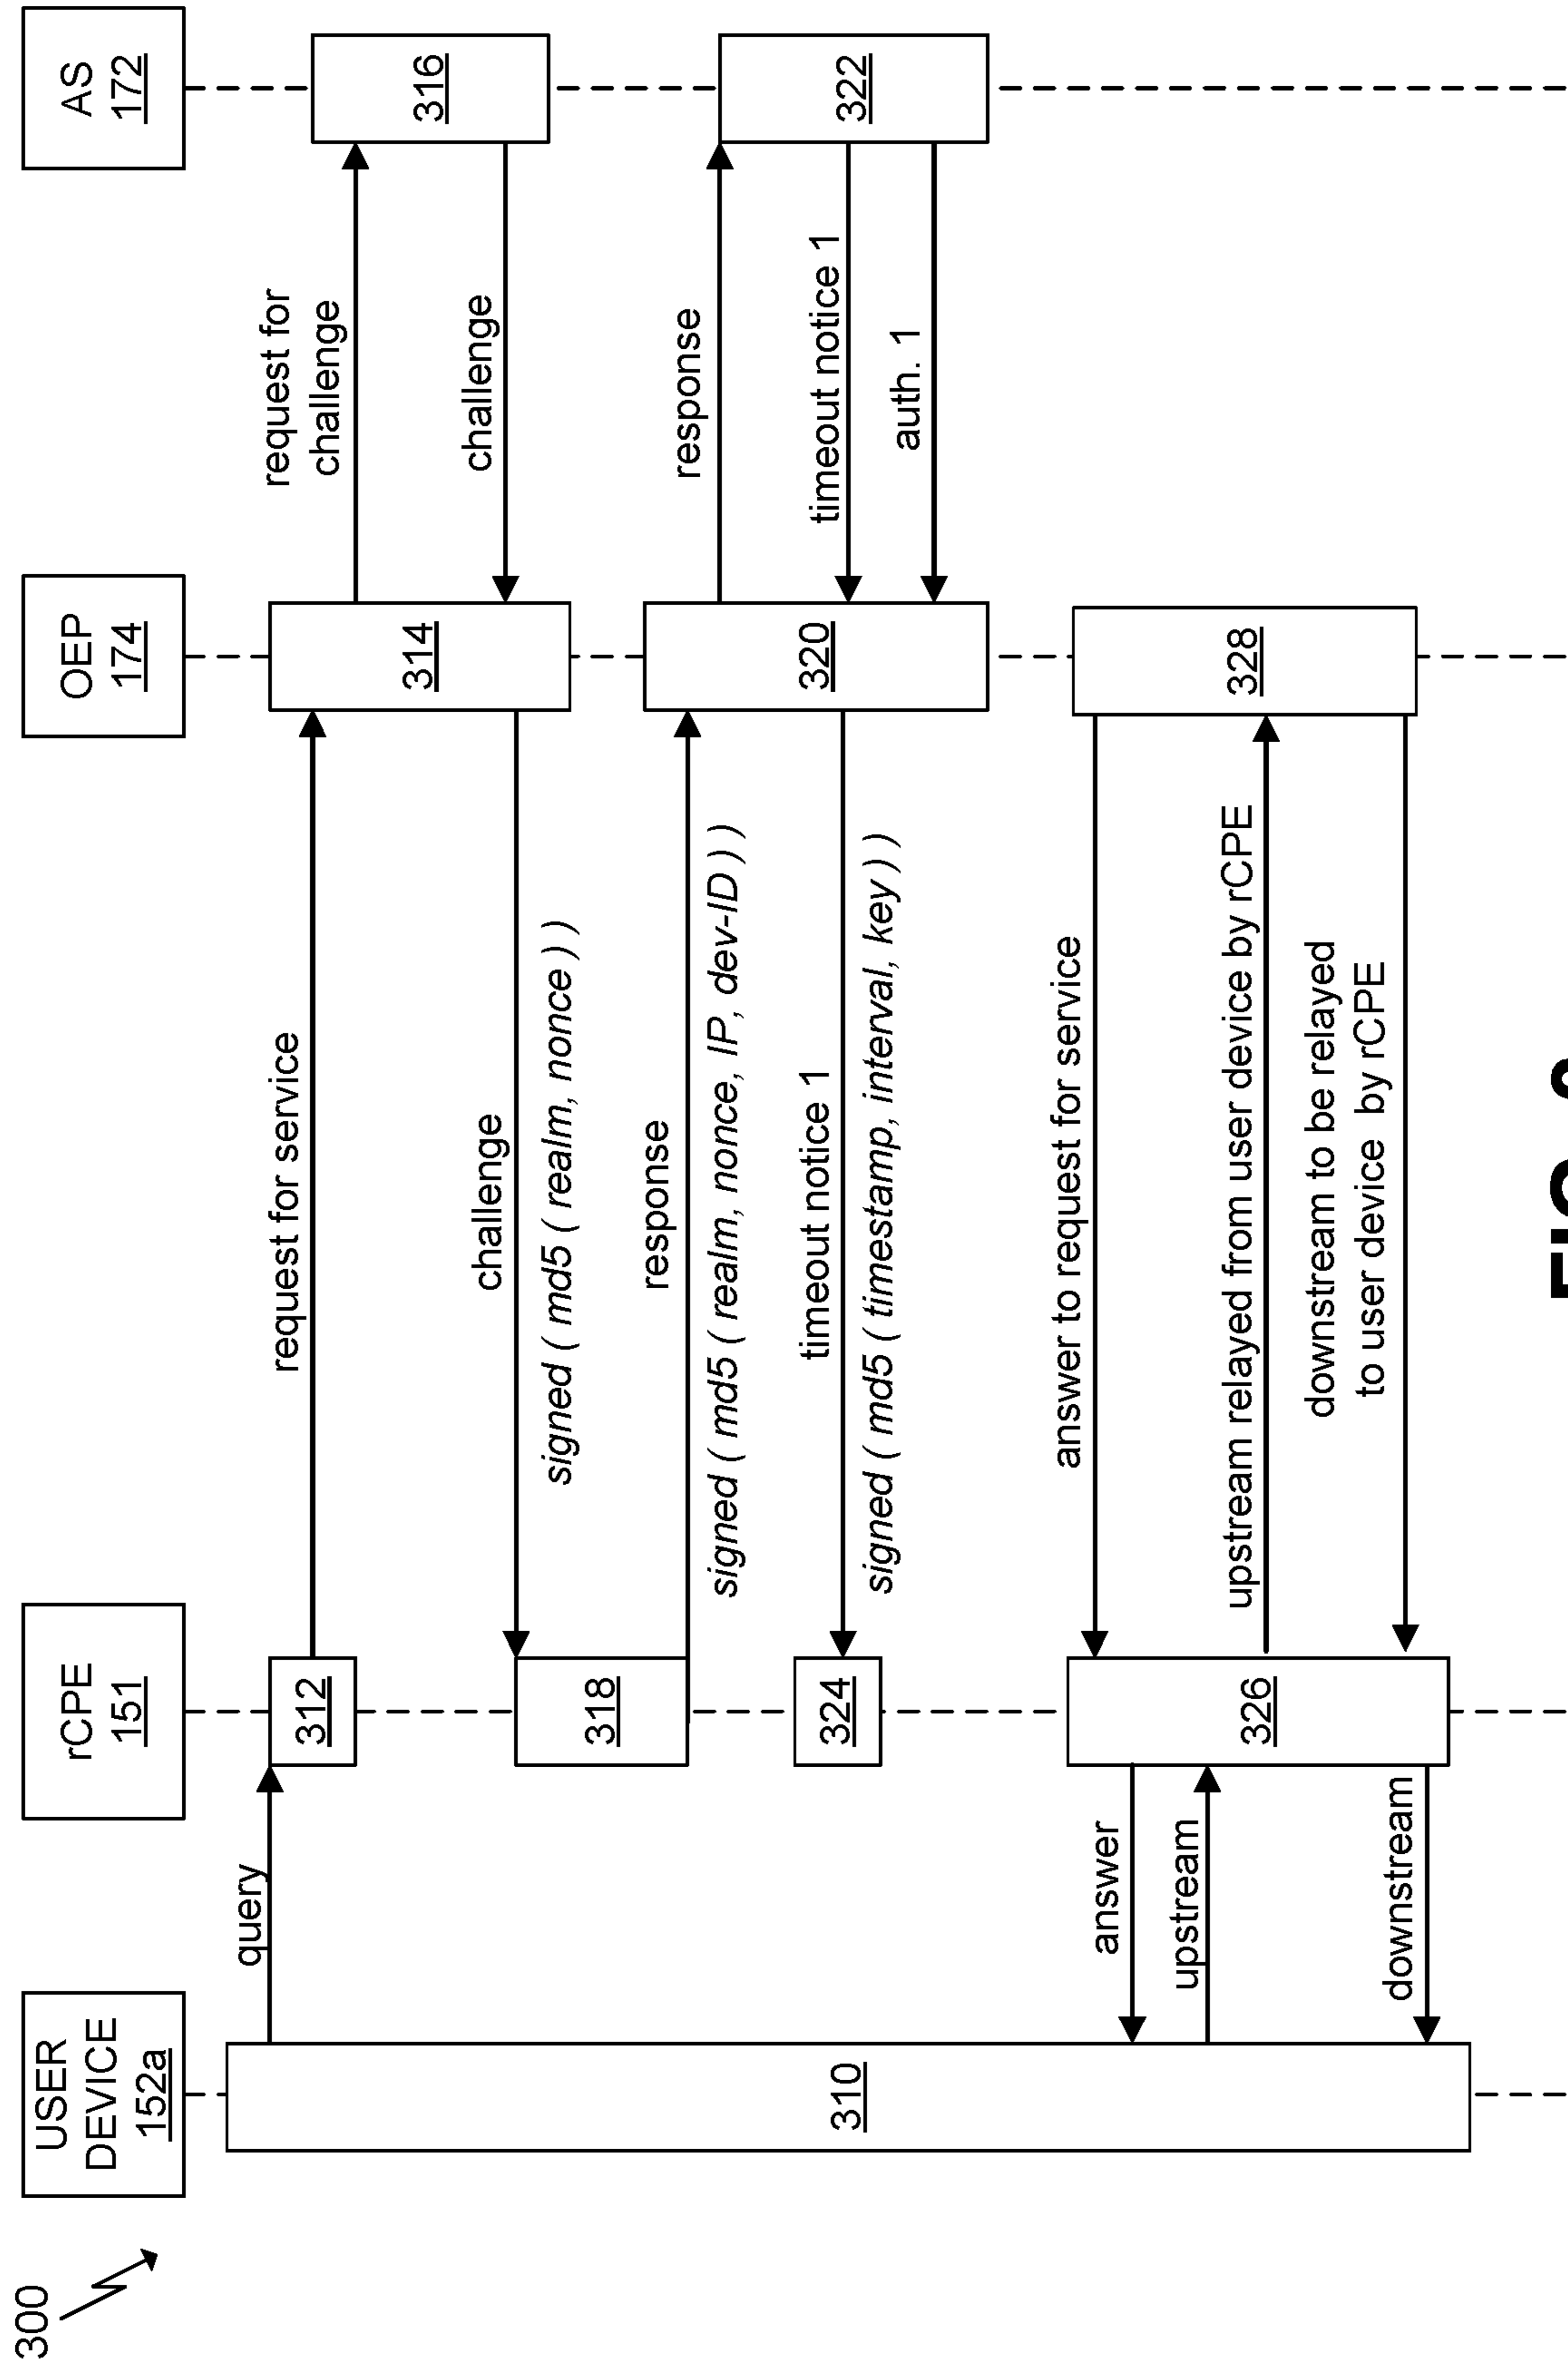 300
USER
DEVICE
152a
rCPE
151
OEP
174
AS
172
query
312
request for service
314
request for
challenge
316
challenge
challenge
signed ( md5 ( realm, nonce ) )
318
response
signed ( md5 ( realm, nonce, IP, dev-ID ) )
response
320
322
timeout notice 1
auth. 1
timeout notice 1
signed ( md5 ( timestamp, interval, key ) )
324
310
answer to request for service
answer
326
328
upstream
upstream relayed from user device by rCPE
downstream to be relayed
to user device by rCPE
downstream